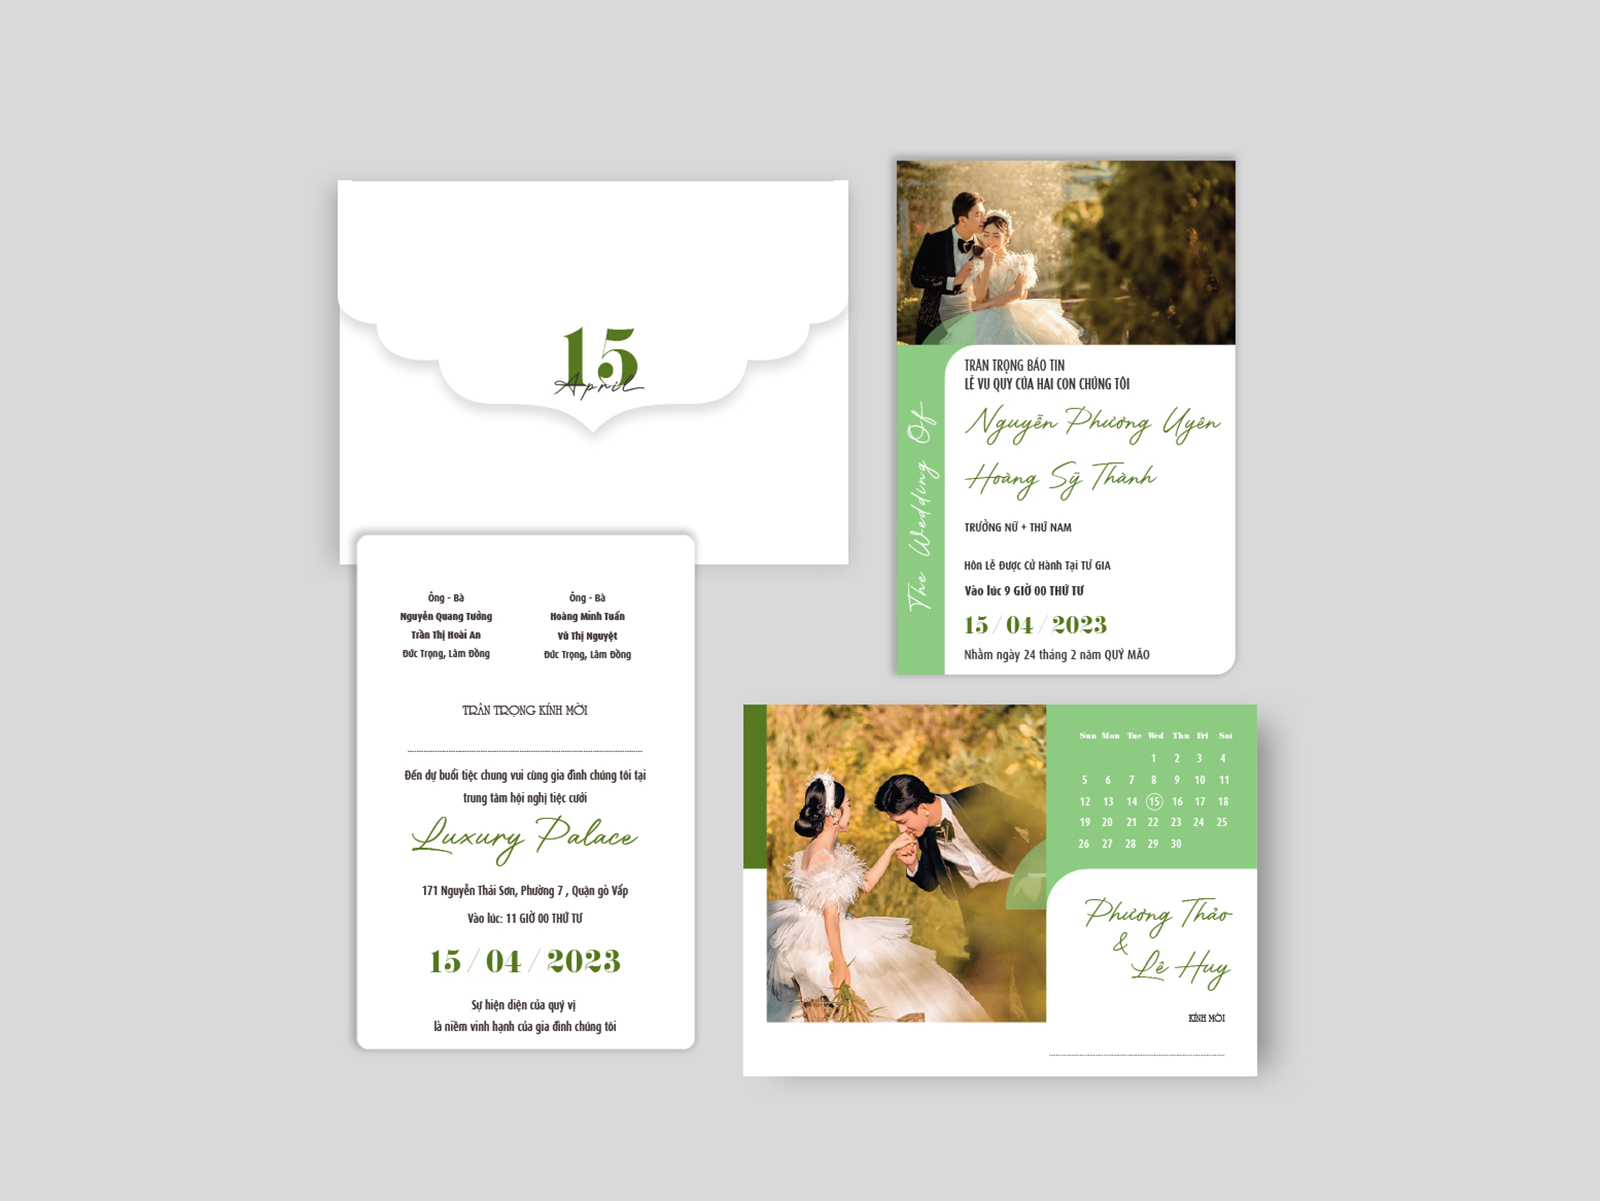 15
April
TRÂN TRỌNG BÁO TIN
LỄ VU QUY CỦA HAI CON CHÚNG TÔI
Nguyễn Phương Uyên
Hoàng Sỹ Thành
The Wedding Of
TRƯỞNG NỮ + THỨ NAM
Hôn Lễ Được Cử Hành Tại TƯ GIA
Vào lúc 9 GIỜ 00 THỨ TƯ
15 / 04 / 2023
Nhằm ngày 24 tháng 2 năm QUÝ MÃO
Ông - Bà
Nguyễn Quang Tưởng
Trần Thị Hoài An
Đức Trọng, Lâm Đồng
Ông - Bà
Hoàng Minh Tuấn
Vũ Thị Nguyệt
Đức Trọng, Lâm Đồng
TRÂN TRỌNG KÍNH MỜI
Đến dự buổi tiệc chung vui cùng gia đình chúng tôi tại
trung tâm hội nghị tiệc cưới
Luxury Palace
171 Nguyễn Thái Sơn, Phường 7 , Quận gò Vấp
Vào lúc: 11 GIỜ 00 THỨ TƯ
15 / 04 / 2023
Sự hiện diện của quý vị
là niềm vinh hạnh của gia đình chúng tôi
Sun Mon Tue Wed Thu Fri Sat
1 2 3 4
5 6 7 8 9 10 11
12 13 14 15 16 17 18
19 20 21 22 23 24 25
26 27 28 29 30
Phương Thảo
&
Lê Huy
KÍNH MỜI